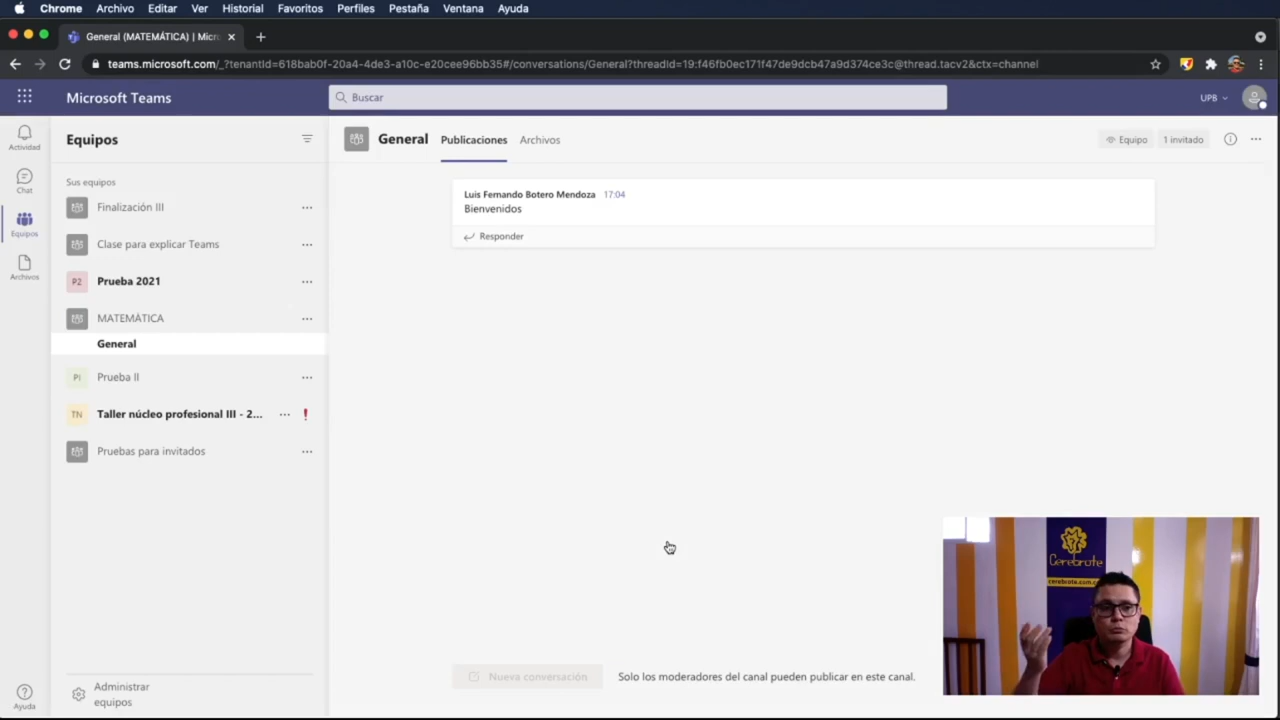 Chrome Archivo Editar Ver Historial Favoritos Perfiles Pestaña Ventana Ayuda
General (MATEMÁTICA) | Micr
teams.microsoft.com/_?tenantId=618bab0f-20a4-4de3-a10c-e20cee96bb35#/conversations/General?threadId=19:f46fb0ec171f47de9dcb47a9d374ce3c@thread.tacv2&ctx=channel
Microsoft Teams
Buscar
UPB
Actividad
Chat
Equipos
Archivos
Equipos
Sus equipos
Finalización III
Clase para explicar Teams
P2 Prueba 2021
MATEMÀTICA
General
PI Prueba II
TN Taller núcleo profesional III - 2...
Pruebas para invitados
Administrar
equipos
Ayuda
General Publicaciones Archivos
Equipo 1 invitado
Luis Fernando Botero Mendoza 17:04
Bienvenidos
Responder
Nueva conversación Solo los moderadores del canal pueden publicar en este canal.
Cerebrote